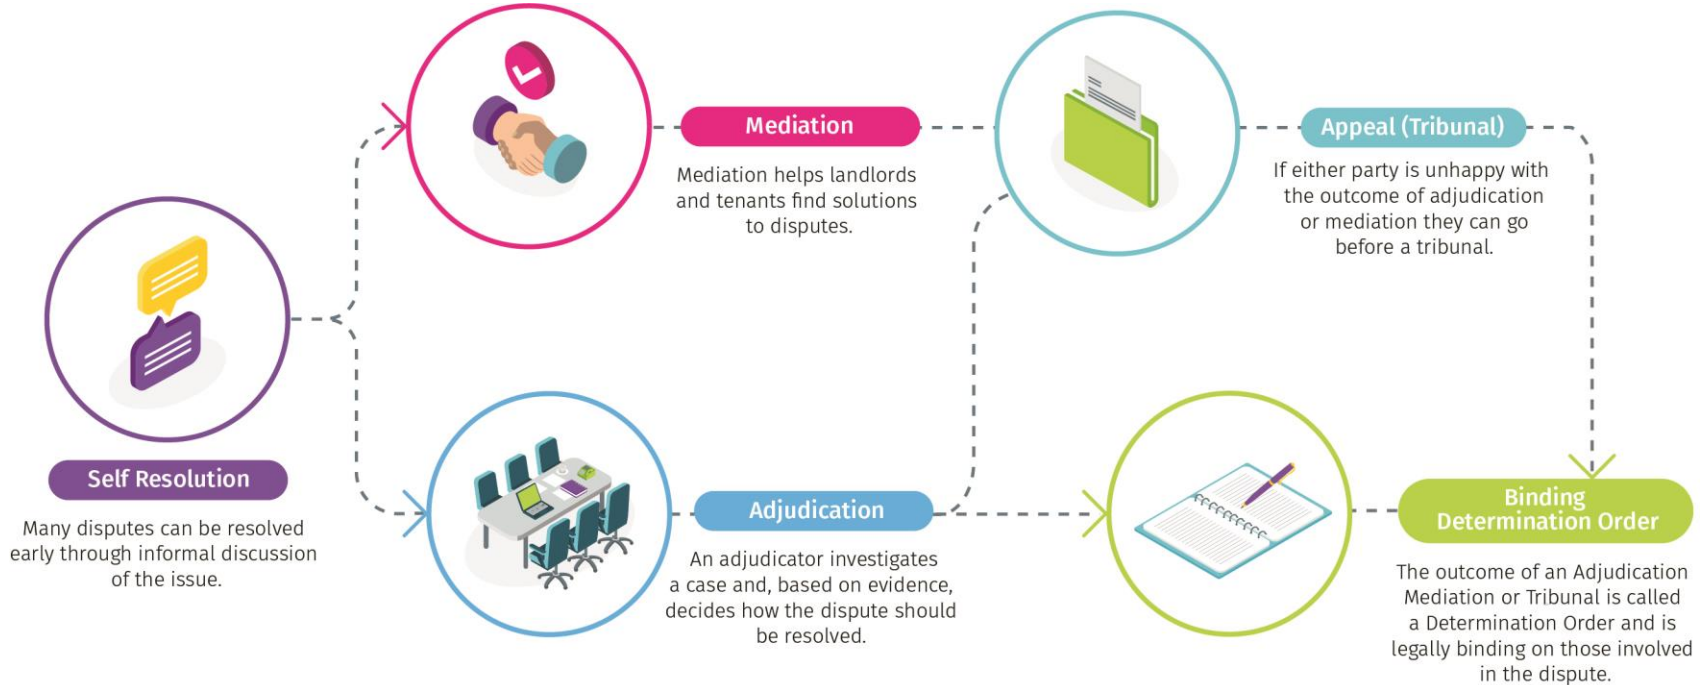 Self Resolution
Many disputes can be resolved
early through informal discussion
of the issue.
Mediation
Mediation helps landlords
and tenants find solutions
to disputes.
Adjudication
An adjudicator investigates
a case and, based on evidence,
decides how the dispute should
be resolved.
Appeal (Tribunal)
If either party is unhappy with
the outcome of adjudication
or mediation they can go
before a tribunal.
Binding
Determination Order
The outcome of an Adjudication
Mediation or Tribunal is called
a Determination Order and is
legally binding on those involved
in the dispute.